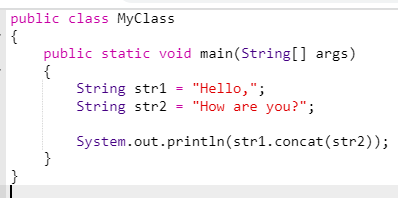 public class MyClass
{
    public static void main(String[] args)
    {
        String str1 = "Hello,";
        String str2 = "How are you?";

        System.out.println(str1.concat(str2));
    }
}